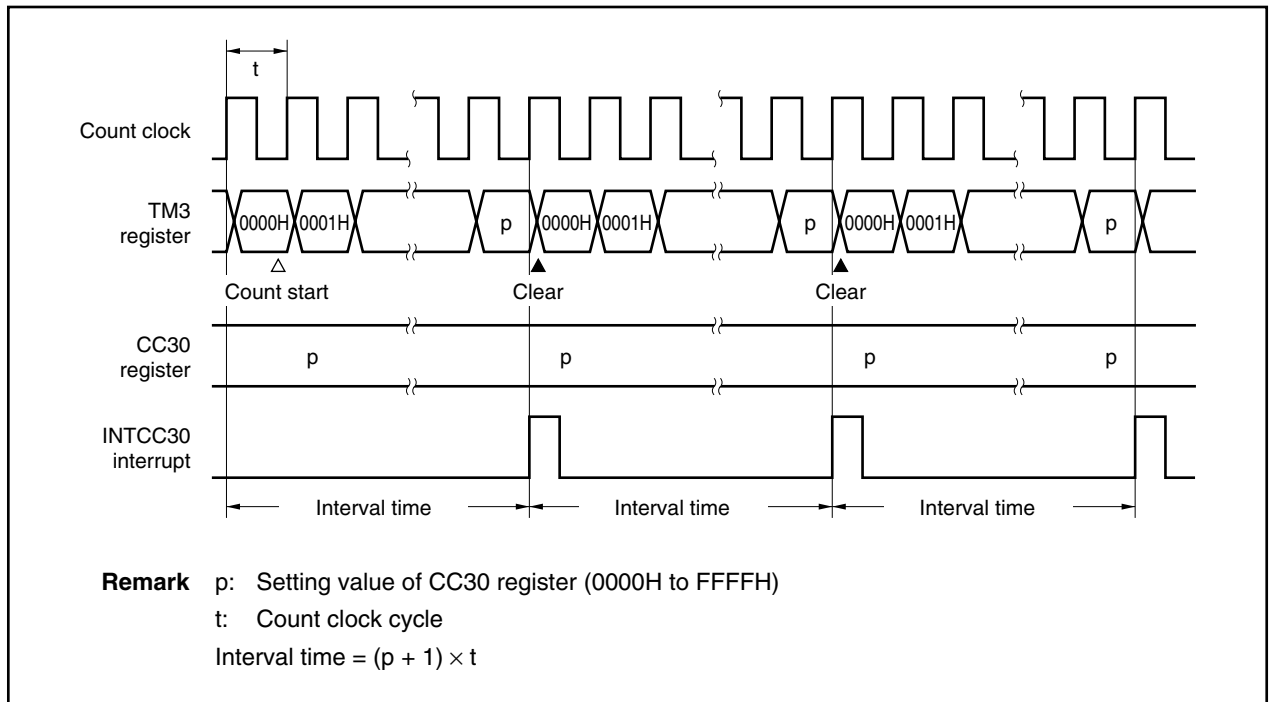 t
Count clock
TM3
register
0000H 0001H p 0000H 0001H p 0000H 0001H p
Count start Clear Clear
CC30
register
p p p p
INTCC30
interrupt
Interval time Interval time Interval time
Remark p: Setting value of CC30 register (0000H to FFFFH)
t: Count clock cycle
Interval time = (p + 1) × t